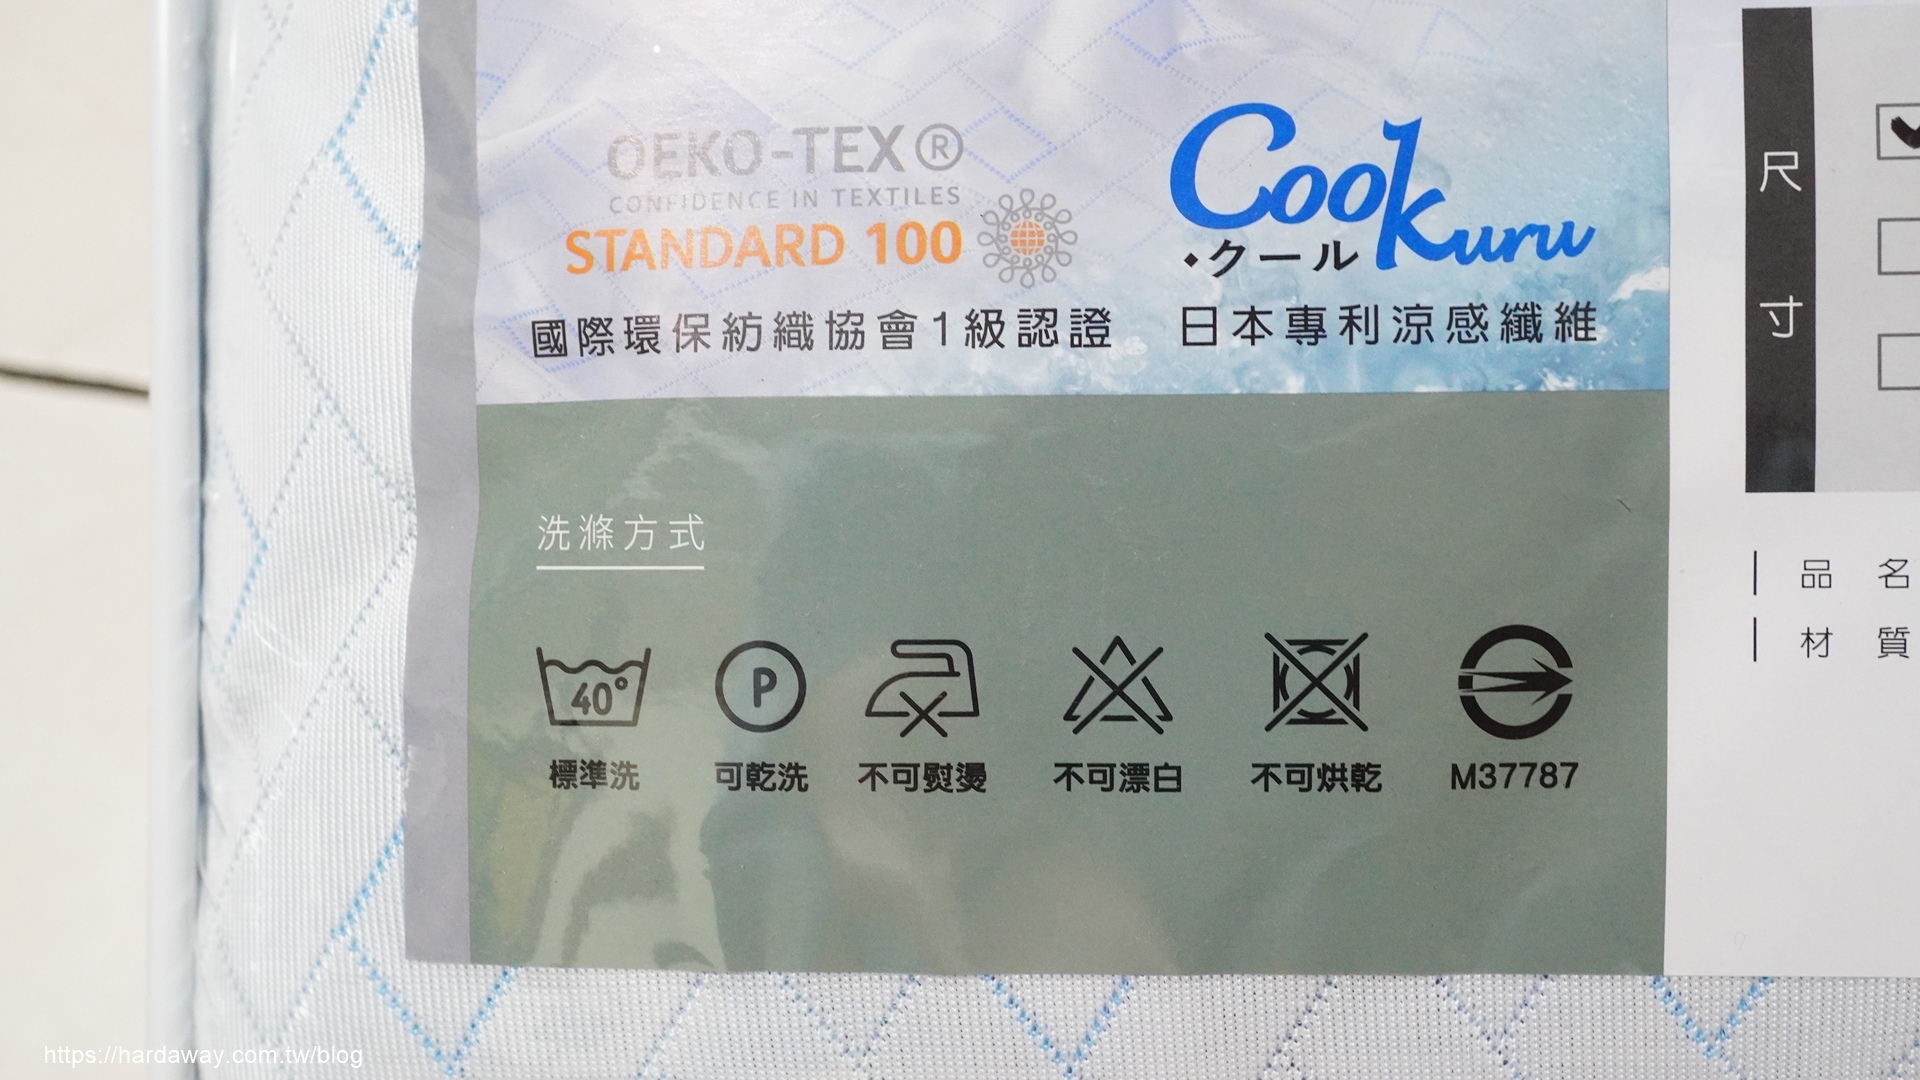 OEKO-TEX®
CONFIDENCE IN TEXTILES
STANDARD 100
國際環保紡織協會1級認證
Cookkuru
・クール
日本專利涼感纖維
尺寸
洗滌方式
40°
P
標準洗
可乾洗
不可熨燙
不可漂白
不可烘乾
M37787
品名
材質
https://hardaway.com.tw/blog